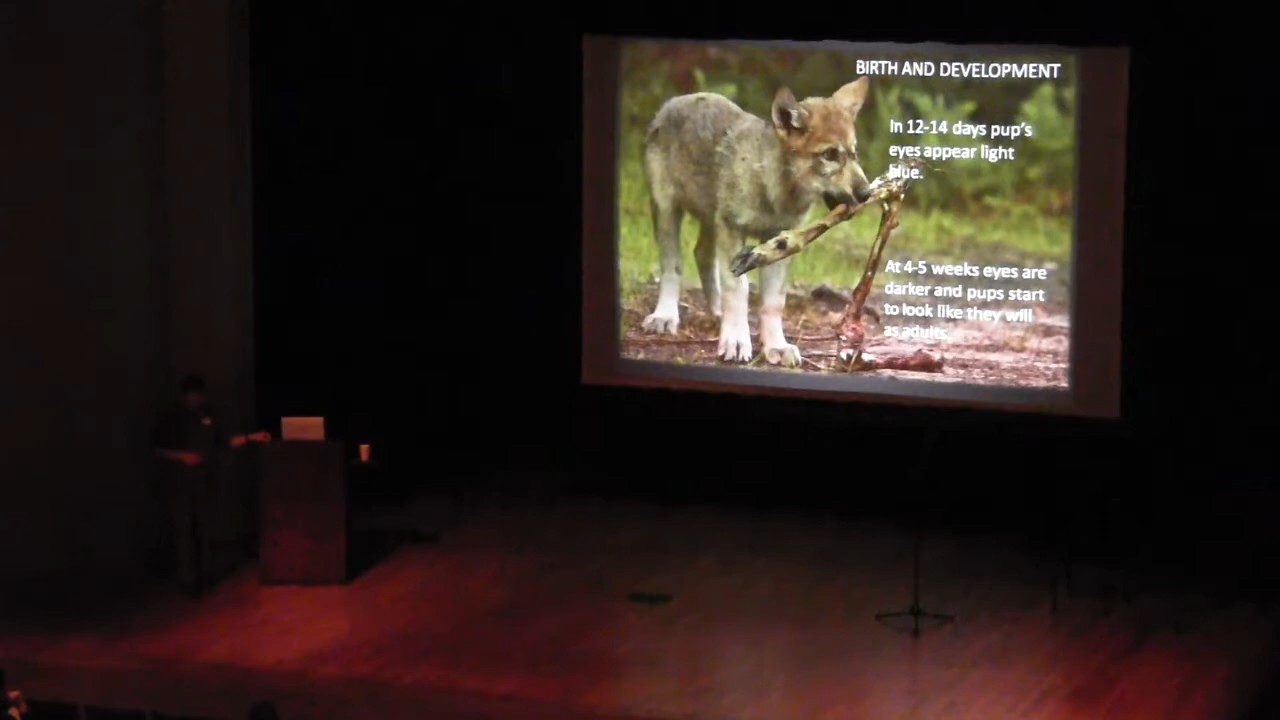 BIRTH AND DEVELOPMENT
In 12-14 days pup's
eyes appear light
blue.
At 4-5 weeks eyes are
darker and pups start
to look like they will
as adults.